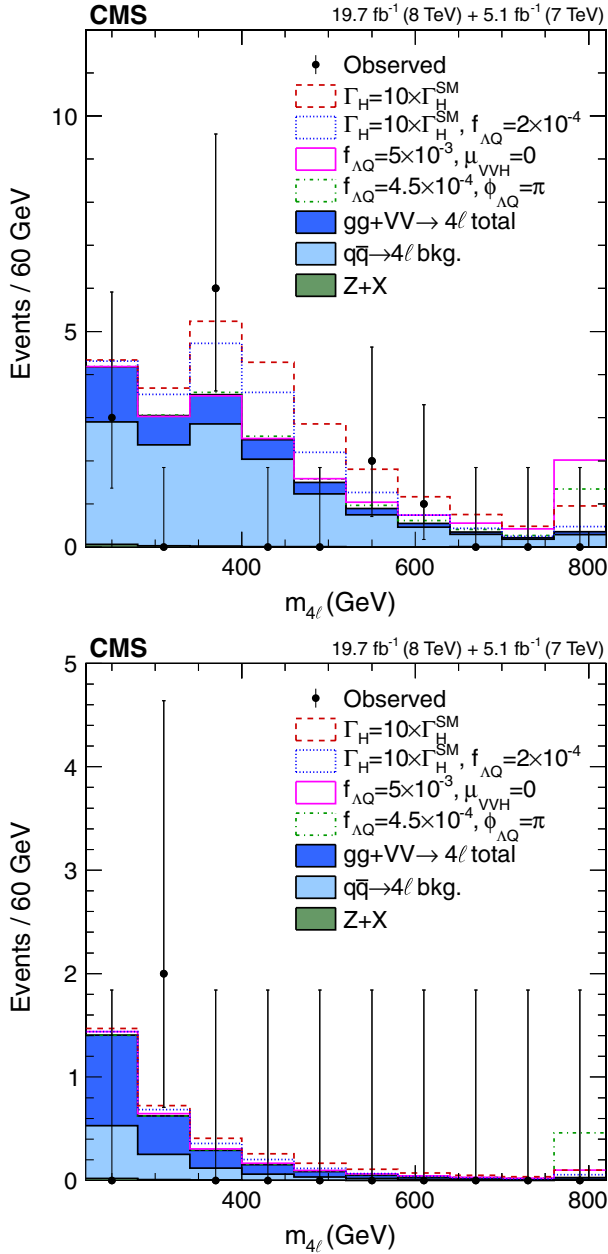 CMS 19.7 fb⁻¹ (8 TeV) + 5.1 fb⁻¹ (7 TeV)
Observed
Γ_H=10×Γ_H^SM
Γ_H=10×Γ_H^SM, f_ΛQ=2×10⁻⁴
f_ΛQ=5×10⁻³, μ_VVH=0
f_ΛQ=4.5×10⁻⁴, ϕ_ΛQ=π
gg+VV→ 4ℓ total
qq̄→4ℓ bkg.
Z+X
Events / 60 GeV
10
5
0
400 600 800
m_4ℓ (GeV)
CMS 19.7 fb⁻¹ (8 TeV) + 5.1 fb⁻¹ (7 TeV)
Observed
Γ_H=10×Γ_H^SM
Γ_H=10×Γ_H^SM, f_ΛQ=2×10⁻⁴
f_ΛQ=5×10⁻³, μ_VVH=0
f_ΛQ=4.5×10⁻⁴, ϕ_ΛQ=π
gg+VV→ 4ℓ total
qq̄→4ℓ bkg.
Z+X
Events / 60 GeV
5
4
3
2
1
0
400 600 800
m_4ℓ (GeV)